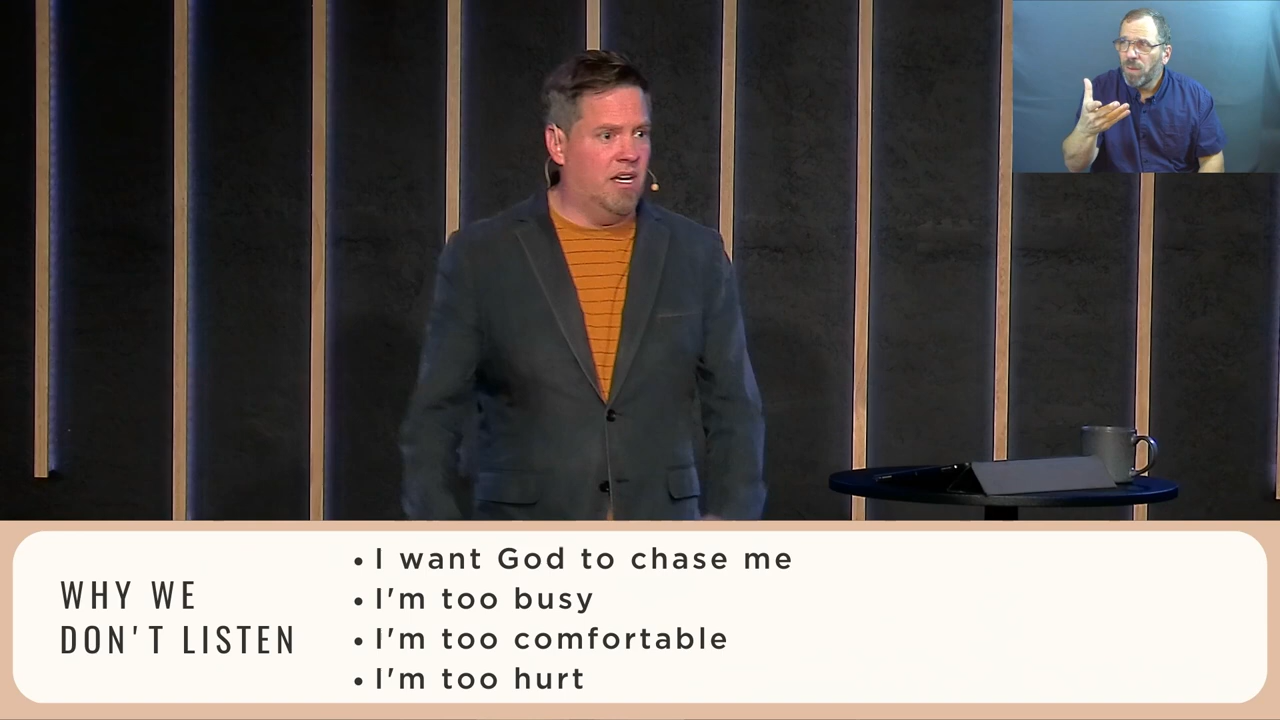 WHY WE
DON'T LISTEN
• I want God to chase me
• I'm too busy
• I'm too comfortable
• I'm too hurt